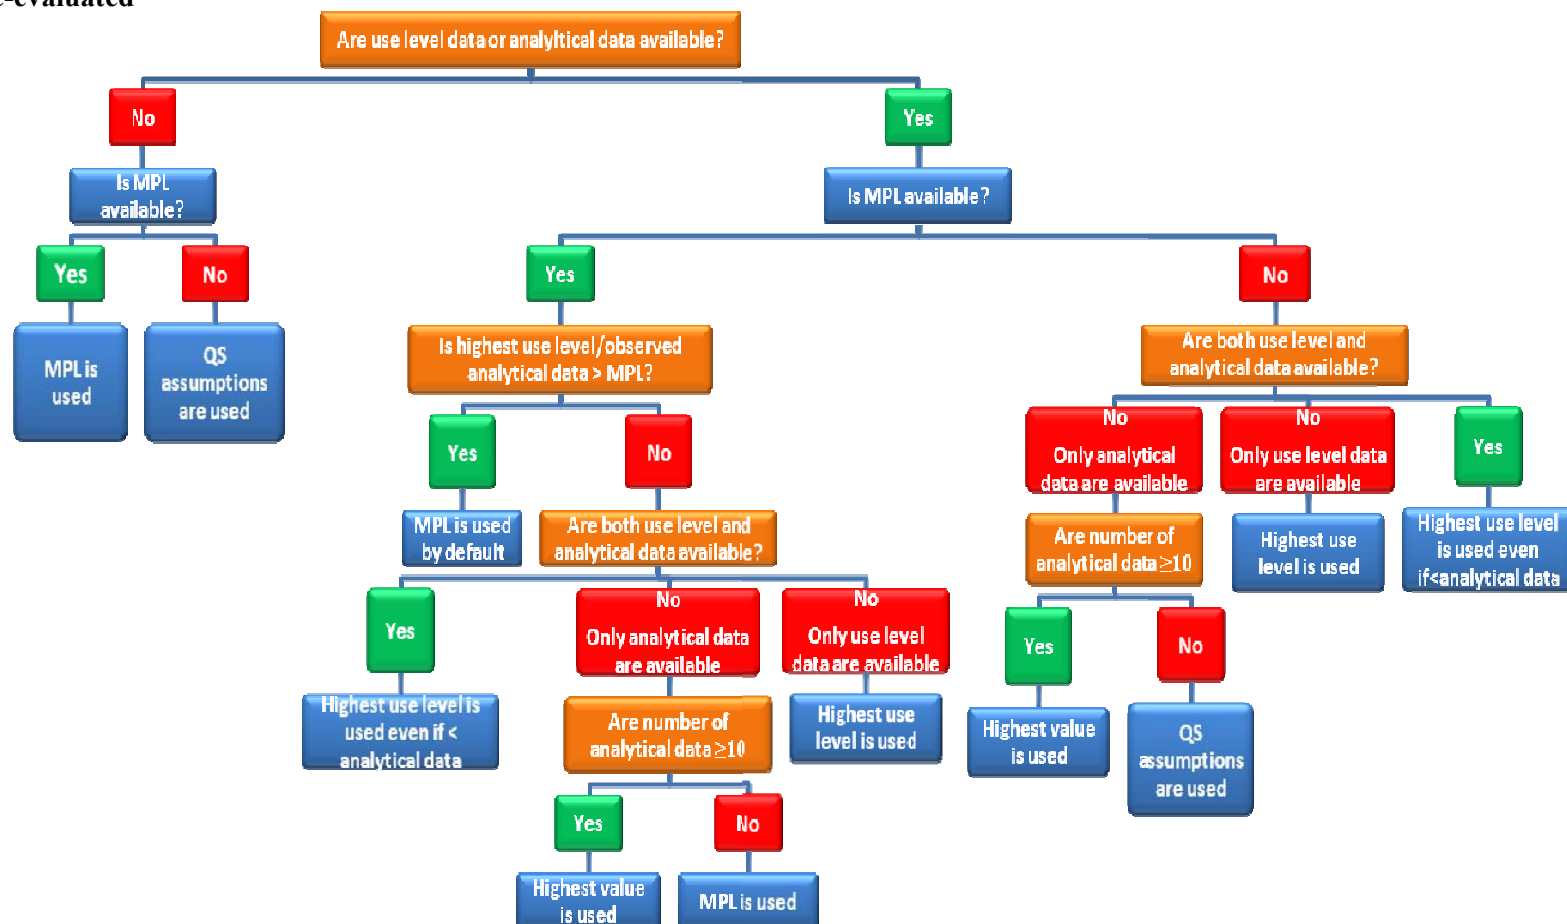 e-evaluated
Are use level data or analyltical data available?
No
Yes
Is MPL
available?
Is MPL available?
Yes
No
Yes
No
MPL is
used
QS
assumptions
are used
Is highest use level/observed
analytical data > MPL?
Are both use level and
analytical data available?
Yes
No
No
Only analytical
data are available
No
Only use level data
are available
Yes
MPL is used
by default
Are both use level and
analytical data available?
Are number of
analytical data ≥10
Highest use
level is used
Highest use level
is used even
if<analytical data
Yes
No
Only analytical data
are available
No
Only use level
data are available
Yes
No
Highest use level is
used even if <
analytical data
Are number of
analytical data ≥10
Highest use
level is used
Highest value
is used
QS
assumptions
are used
Yes
No
Highest value
is used
MPL is used